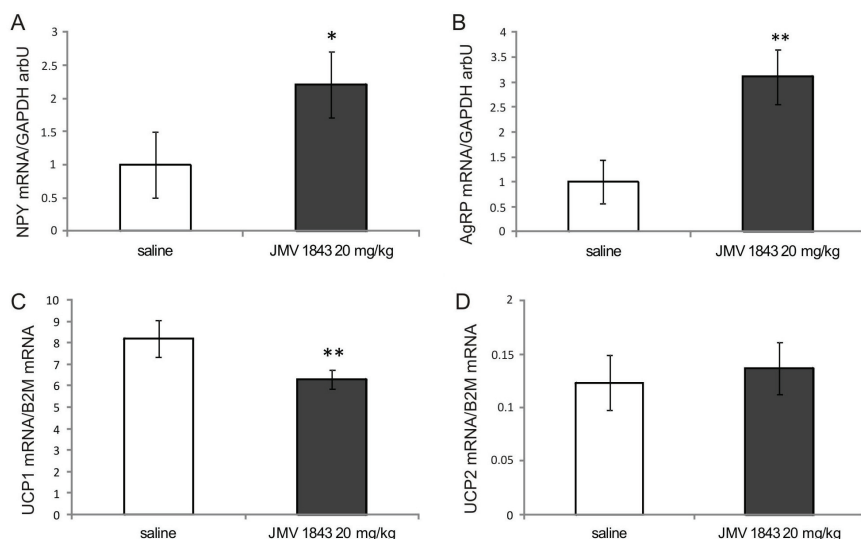 A
NPY mRNA/GAPDH arbU
3
2.5
2
1.5
1
0.5
0
*
saline
JMV 1843 20 mg/kg
B
AgRP mRNA/GAPDH arbU
4
3.5
3
2.5
2
1.5
1
0.5
0
**
saline
JMV 1843 20 mg/kg
C
UCP1 mRNA/B2M mRNA
10
9
8
7
6
5
4
3
2
1
0
**
saline
JMV 1843 20 mg/kg
D
UCP2 mRNA/B2M mRNA
0.2
0.15
0.1
0.05
0
saline
JMV 1843 20 mg/kg